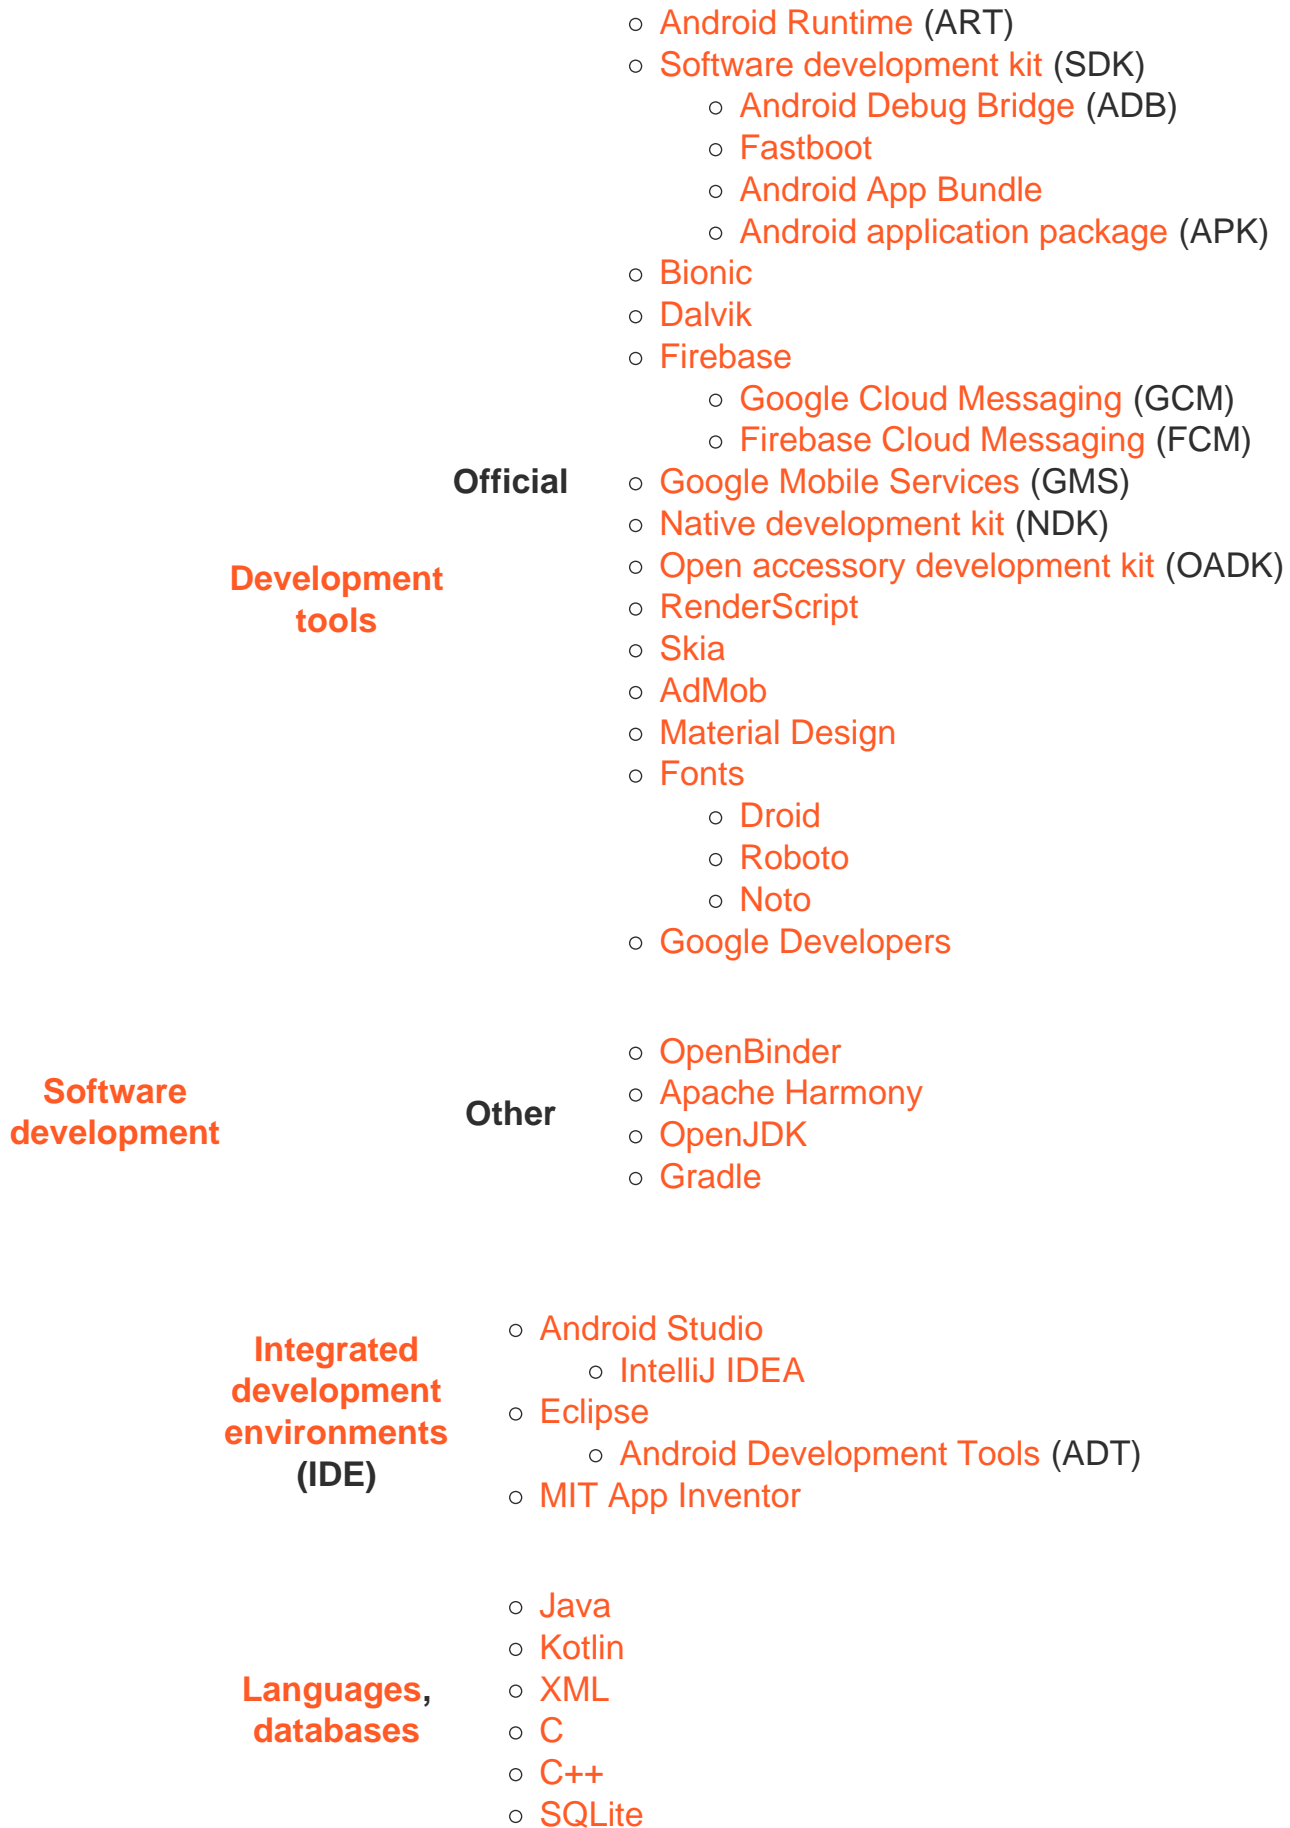 Software
development
Development
tools
Official
Android Runtime (ART)
Software development kit (SDK)
Android Debug Bridge (ADB)
Fastboot
Android App Bundle
Android application package (APK)
Bionic
Dalvik
Firebase
Google Cloud Messaging (GCM)
Firebase Cloud Messaging (FCM)
Google Mobile Services (GMS)
Native development kit (NDK)
Open accessory development kit (OADK)
RenderScript
Skia
AdMob
Material Design
Fonts
Droid
Roboto
Noto
Google Developers
Other
OpenBinder
Apache Harmony
OpenJDK
Gradle
Integrated
development
environments
(IDE)
Android Studio
IntelliJ IDEA
Eclipse
Android Development Tools (ADT)
MIT App Inventor
Languages,
databases
Java
Kotlin
XML
C
C++
SQLite